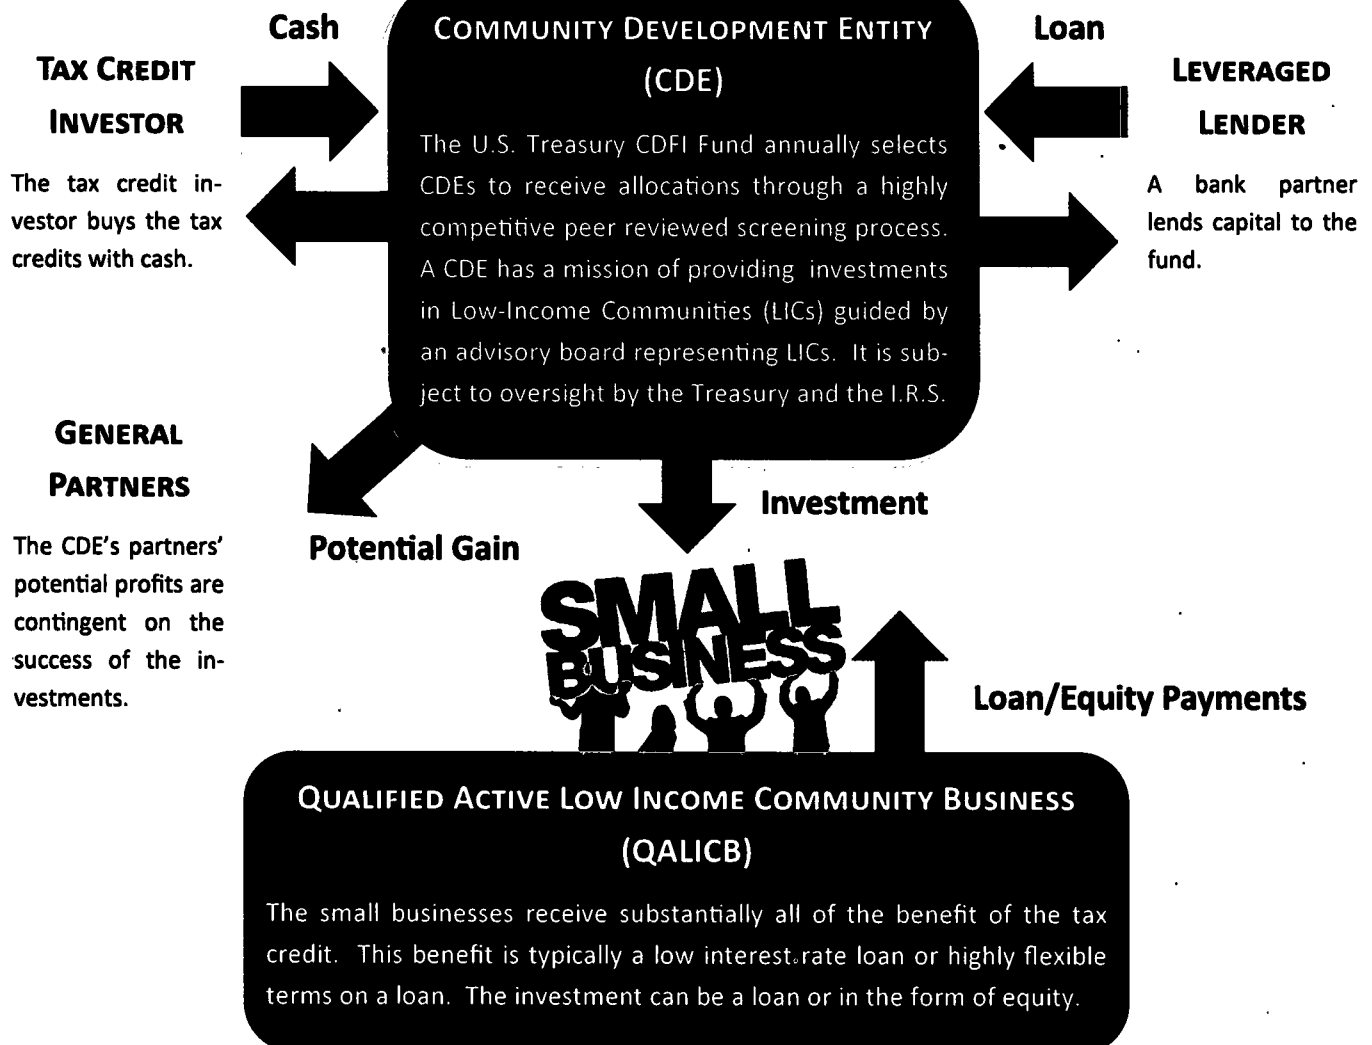 Cash
TAX CREDIT
INVESTOR
The tax credit in-
vestor buys the tax
credits with cash.
COMMUNITY DEVELOPMENT ENTITY
(CDE)
The U.S. Treasury CDFI Fund annually selects
CDEs to receive allocations through a highly
competitive peer reviewed screening process.
A CDE has a mission of providing investments
in Low-Income Communities (LICs) guided by
an advisory board representing LICs. It is sub-
ject to oversight by the Treasury and the I.R.S.
Loan
LEVERAGED
LENDER
A bank partner
lends capital to the
fund.
GENERAL
PARTNERS
The CDE's partners'
potential profits are
contingent on the
success of the in-
vestments.
Potential Gain
Investment
SMALL
BUSINESS
Loan/Equity Payments
QUALIFIED ACTIVE LOW INCOME COMMUNITY BUSINESS
(QALICB)
The small businesses receive substantially all of the benefit of the tax
credit. This benefit is typically a low interest rate loan or highly flexible
terms on a loan. The investment can be a loan or in the form of equity.